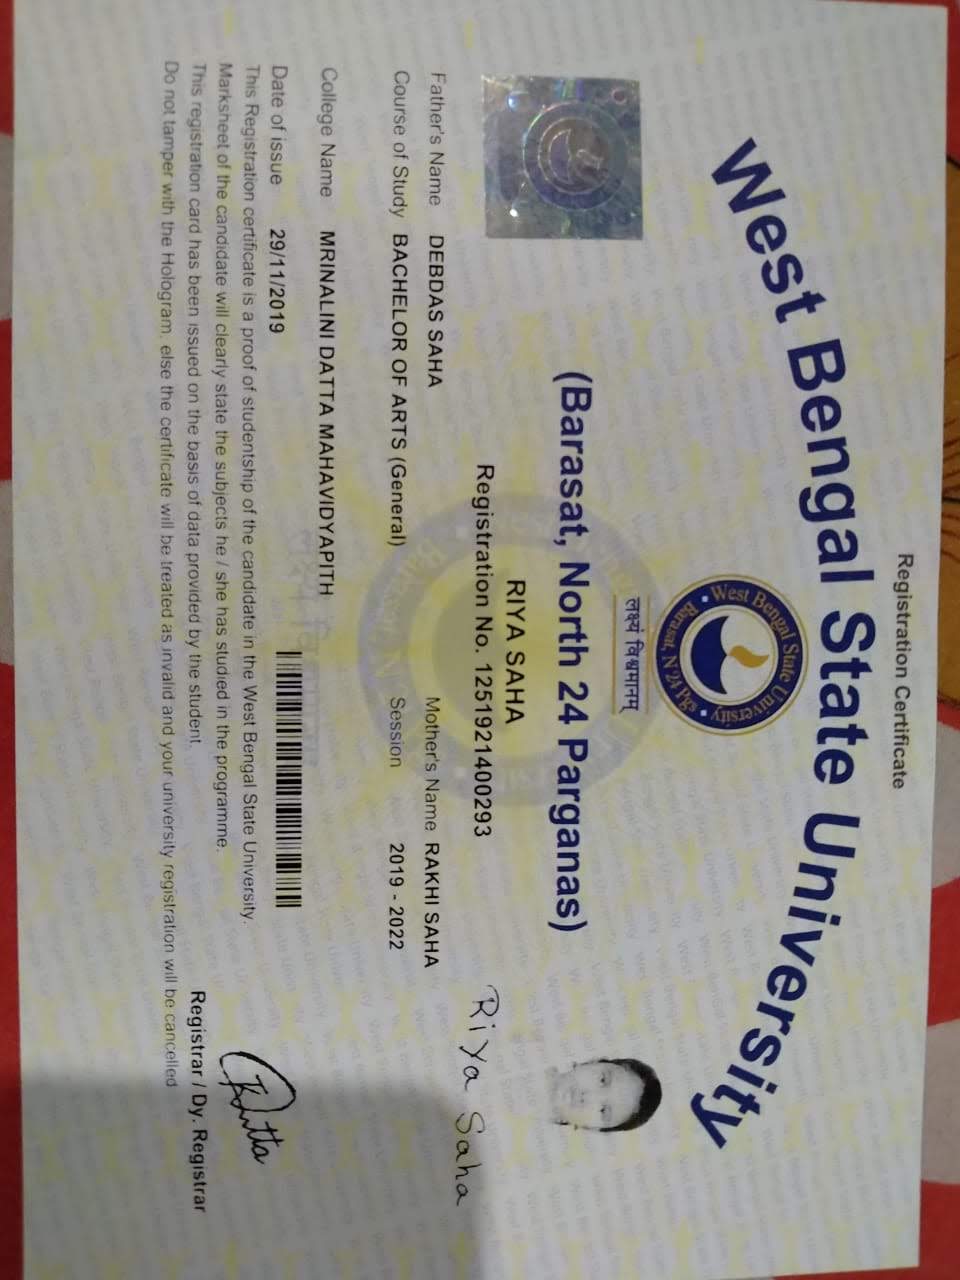 Registration Certificate
West Bengal State University
West Bengal State University
Barasat, N 24 Pgs
लक्ष्यं विश्वमानम्
(Barasat, North 24 Parganas)
RIYA SAHA
Registration No. 1251921400293
Riya Saha
Father's Name DEBDAS SAHA Mother's Name RAKHI SAHA
Course of Study BACHELOR OF ARTS (General) Session 2019 - 2022
College Name MRINALINI DATTA MAHAVIDYAPITH
Date of issue 29/11/2019
This Registration certificate is a proof of studentship of the candidate in the West Bengal State University.
Marksheet of the candidate will clearly state the subjects he / she has studied in the programme.
This registration card has been issued on the basis of data provided by the student.
Registrar / Dy. Registrar
Do not tamper with the Hologram, else the certificate will be treated as invalid and your university registration will be cancelled